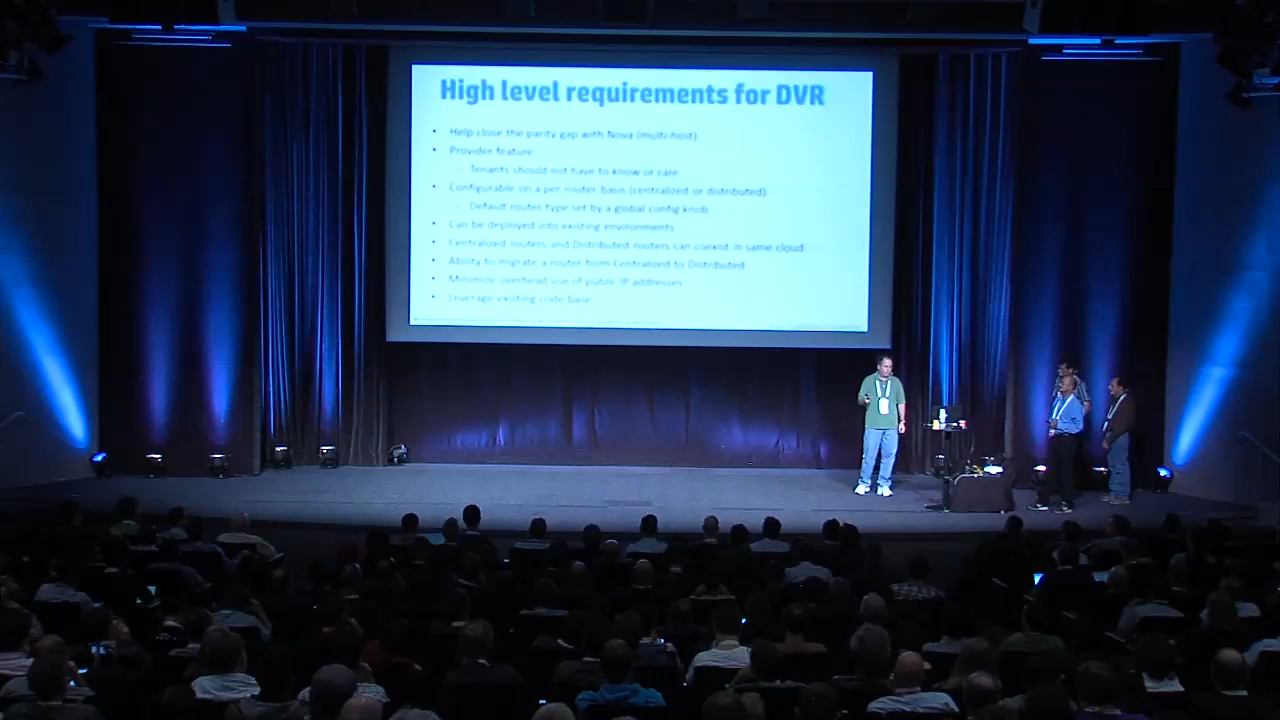 High level requirements for DVR
• Help close the parity gap with Nova (multi-host)
• Provider feature
– Tenants should not have to know or care
• Configurable on a per router basis (centralized or distributed)
– Default router type set by a global config knob
• Can be deployed into existing environments
• Centralized routers and Distributed routers can coexist in same cloud
• Ability to migrate a router from Centralized to Distributed
• Minimize overhead use of public IP addresses
• Leverage existing code base